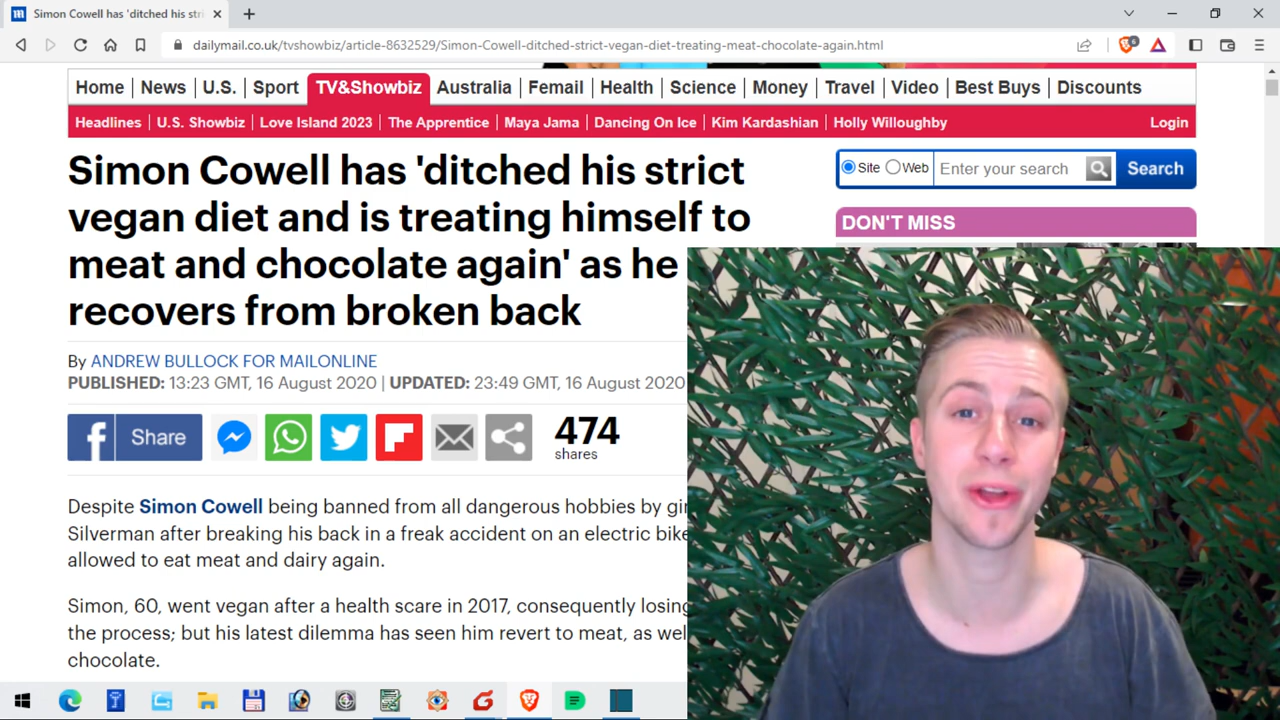 Simon Cowell has 'ditched his stri
dailymail.co.uk/tvshowbiz/article-8632529/Simon-Cowell-ditched-strict-vegan-diet-treating-meat-chocolate-again.html
6
Home News U.S. Sport TV&Showbiz Australia Femail Health Science Money Travel Video Best Buys Discounts
Headlines U.S. Showbiz Love Island 2023 The Apprentice Maya Jama Dancing On Ice Kim Kardashian Holly Willoughby Login
Simon Cowell has 'ditched his strict
vegan diet and is treating himself to
meat and chocolate again' as he
recovers from broken back
Site Web Enter your search Search
DON'T MISS
By ANDREW BULLOCK FOR MAILONLINE
PUBLISHED: 13:23 GMT, 16 August 2020 | UPDATED: 23:49 GMT, 16 August 2020
f Share
474
shares
Despite Simon Cowell being banned from all dangerous hobbies by gir
Silverman after breaking his back in a freak accident on an electric bike
allowed to eat meat and dairy again.
Simon, 60, went vegan after a health scare in 2017, consequently losing
the process; but his latest dilemma has seen him revert to meat, as wel
chocolate.